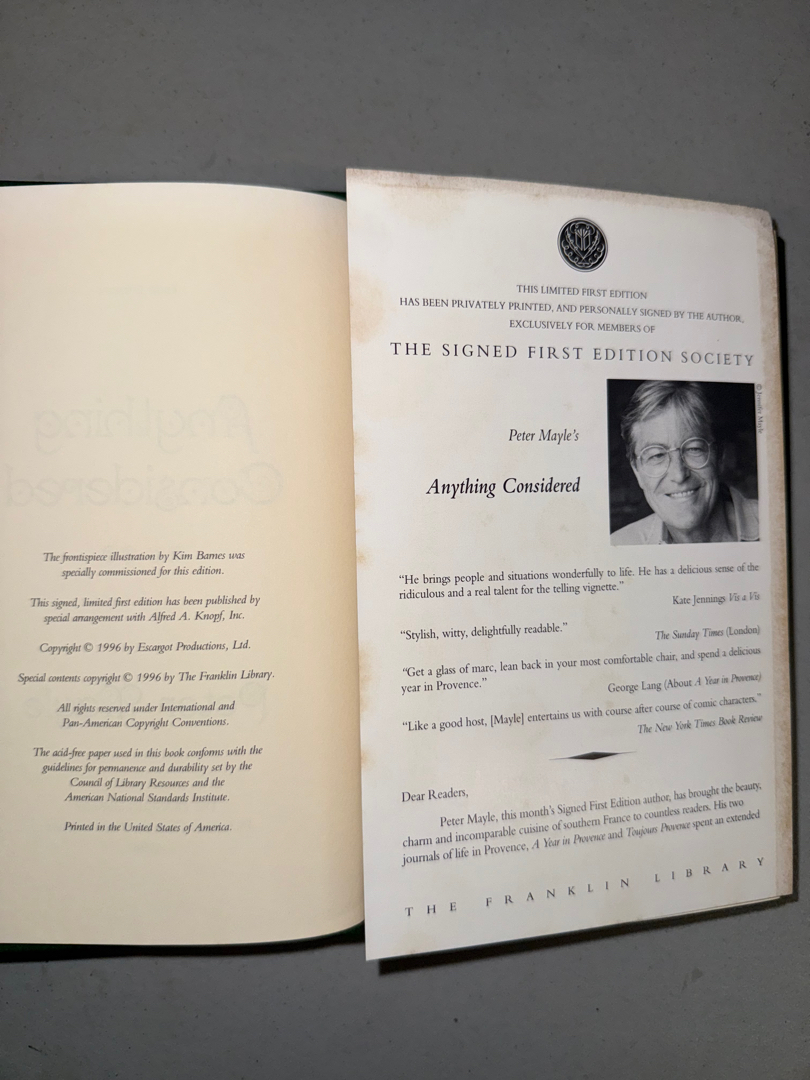 Anything
Considered
The frontispiece illustration by Kim Barnes was
specially commissioned for this edition.
This signed, limited first edition has been published by
special arrangement with Alfred A. Knopf, Inc.
Copyright © 1996 by Escargot Productions, Ltd.
Special contents copyright © 1996 by The Franklin Library.
All rights reserved under International and
Pan-American Copyright Conventions.
The acid-free paper used in this book conforms with the
guidelines for permanence and durability set by the
Council of Library Resources and the
American National Standards Institute.
Printed in the United States of America.
THIS LIMITED FIRST EDITION
HAS BEEN PRIVATELY PRINTED, AND PERSONALLY SIGNED BY THE AUTHOR,
EXCLUSIVELY FOR MEMBERS OF
THE SIGNED FIRST EDITION SOCIETY
© Jennifer Mayle
Peter Mayle's
Anything Considered
“He brings people and situations wonderfully to life. He has a delicious sense of the
ridiculous and a real talent for the telling vignette.”
Kate Jennings Vis a Vis
“Stylish, witty, delightfully readable.”
The Sunday Times (London)
“Get a glass of marc, lean back in your most comfortable chair, and spend a delicious
year in Provence.”
George Lang (About A Year in Provence)
“Like a good host, [Mayle] entertains us with course after course of comic characters.”
The New York Times Book Review
Dear Readers,
Peter Mayle, this month's Signed First Edition author, has brought the beauty,
charm and incomparable cuisine of southern France to countless readers. His two
journals of life in Provence, A Year in Provence and Toujours Provence spent an extended
THE FRANKLIN LIBRARY